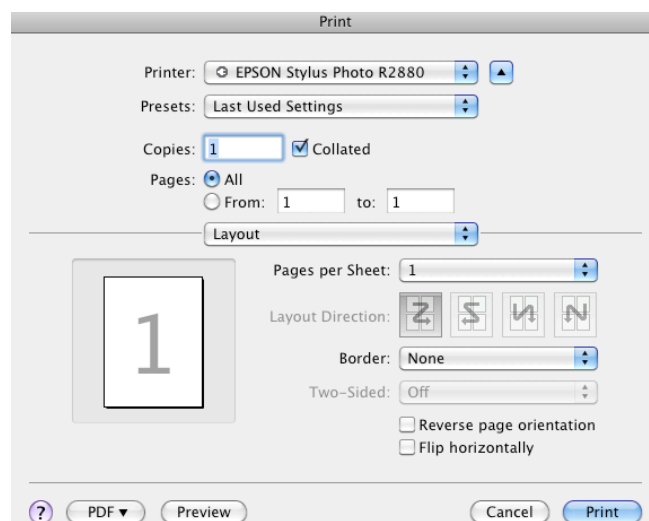 Print
Printer: EPSON Stylus Photo R2880
Presets: Last Used Settings
Copies: 1 Collated
Pages: All
From: 1 to: 1
Layout
Pages per Sheet: 1
1
Layout Direction:
Border: None
Two-Sided: Off
Reverse page orientation
Flip horizontally
? PDF ▼ Preview Cancel Print